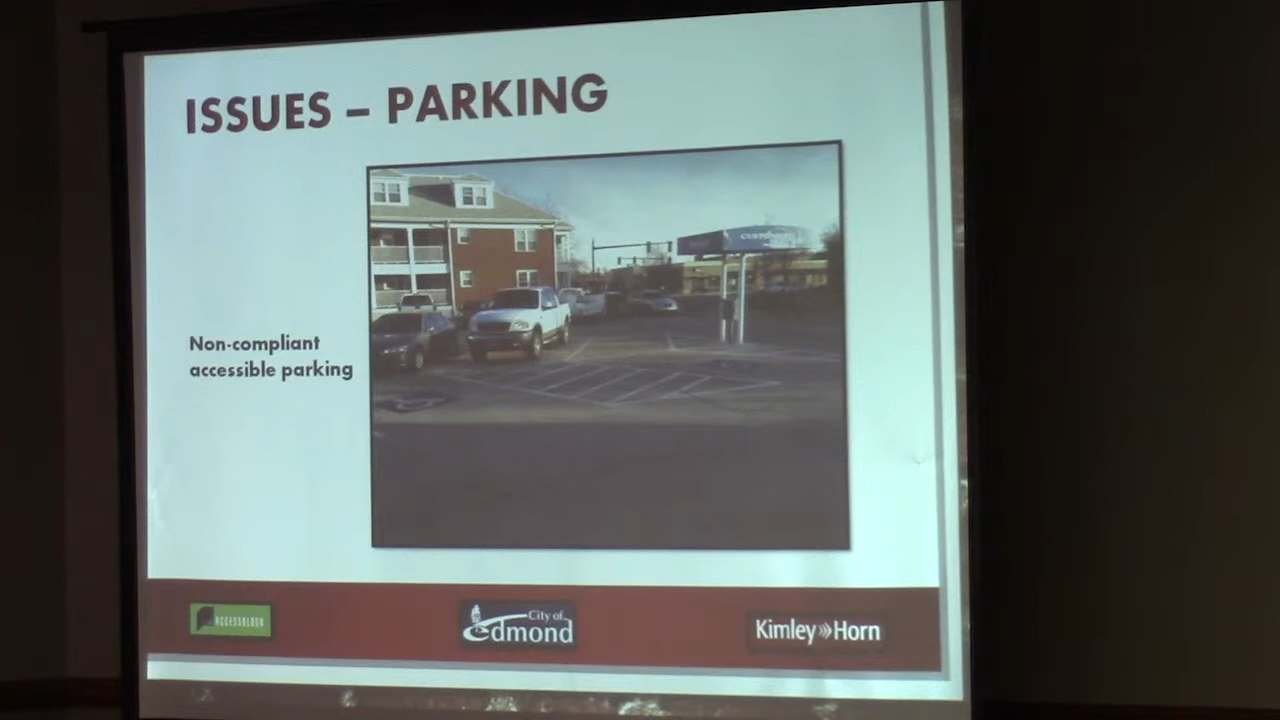 ISSUES – PARKING
Non-compliant
accessible parking
City of
edmond
Kimley»Horn